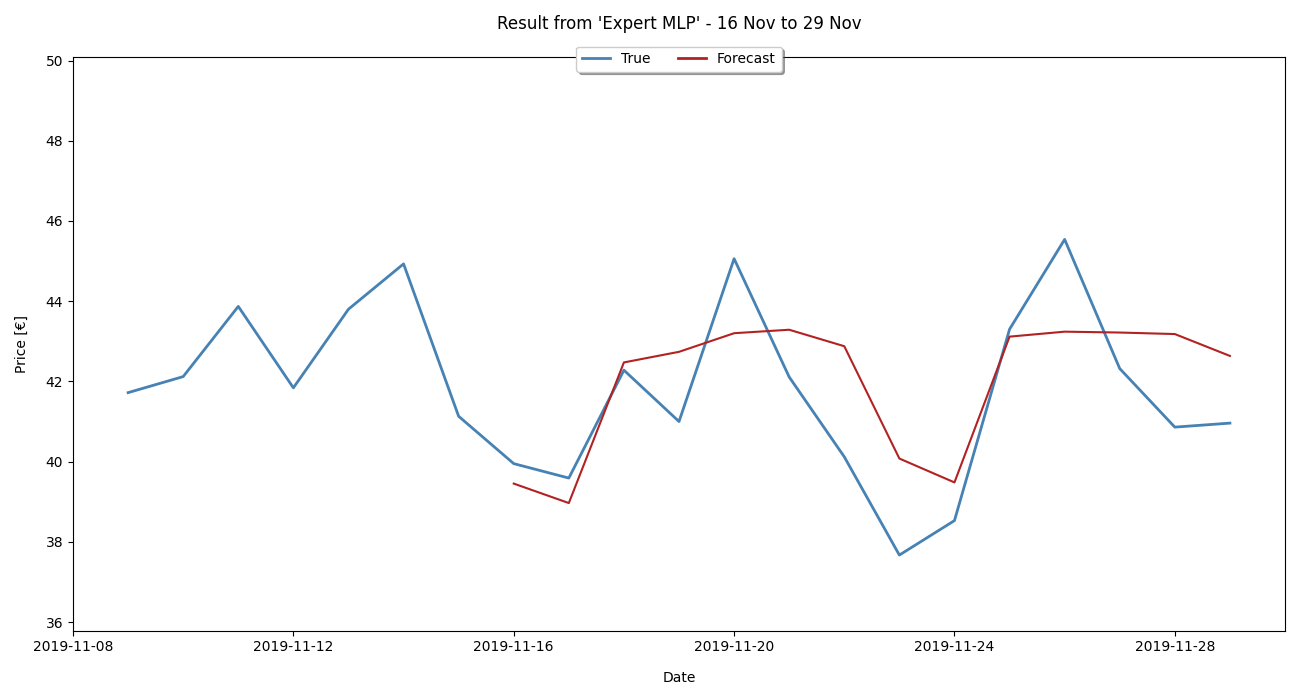 Result from 'Expert MLP' - 16 Nov to 29 Nov
True Forecast
Price [€]
50
48
46
44
42
40
38
36
2019-11-08 2019-11-12 2019-11-16 2019-11-20 2019-11-24 2019-11-28
Date